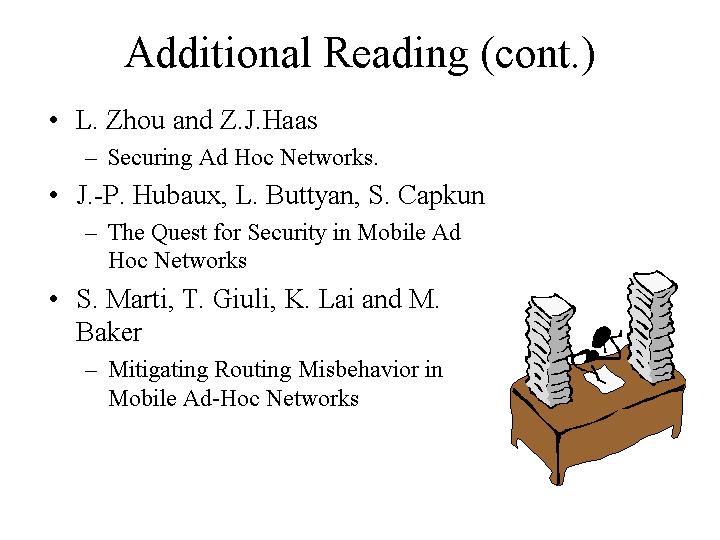 Additional Reading (cont.)
• L. Zhou and Z.J.Haas
– Securing Ad Hoc Networks.
• J.-P. Hubaux, L. Buttyan, S. Capkun
– The Quest for Security in Mobile Ad
Hoc Networks
• S. Marti, T. Giuli, K. Lai and M.
Baker
– Mitigating Routing Misbehavior in
Mobile Ad-Hoc Networks